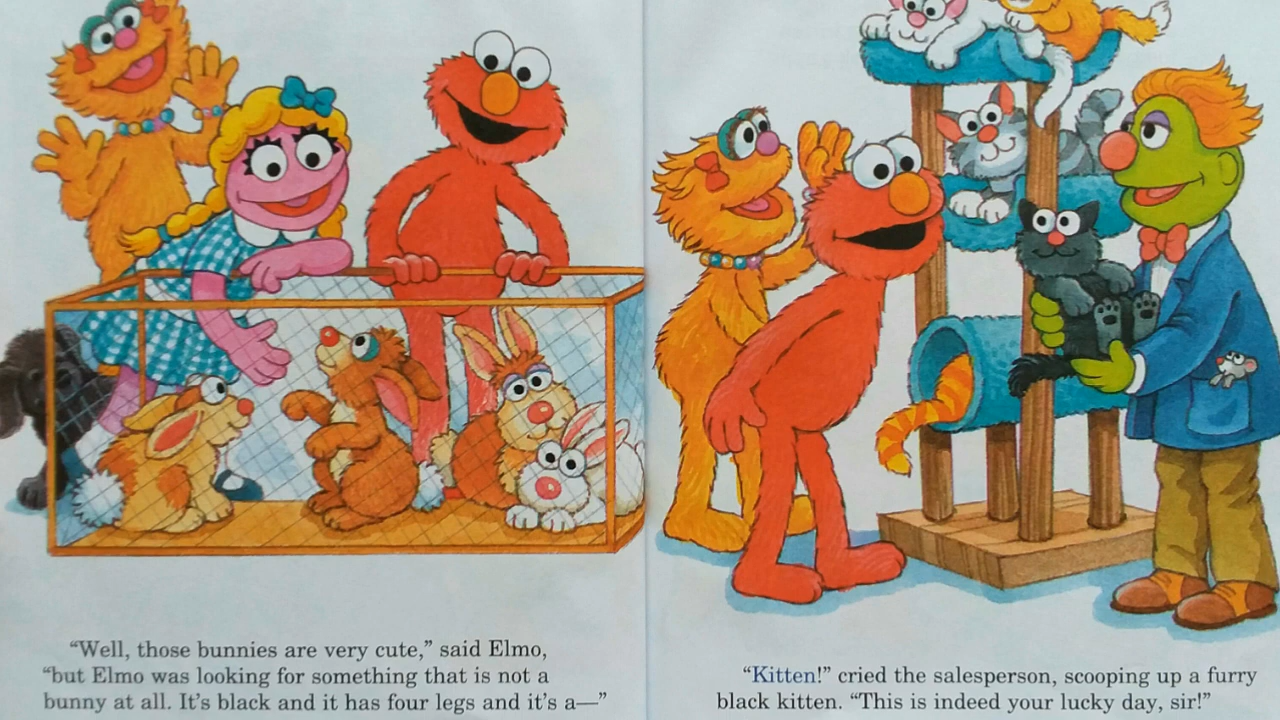 “Well, those bunnies are very cute,” said Elmo,
“but Elmo was looking for something that is not a
bunny at all. It’s black and it has four legs and it’s a—”
“Kitten!” cried the salesperson, scooping up a furry
black kitten. “This is indeed your lucky day, sir!”